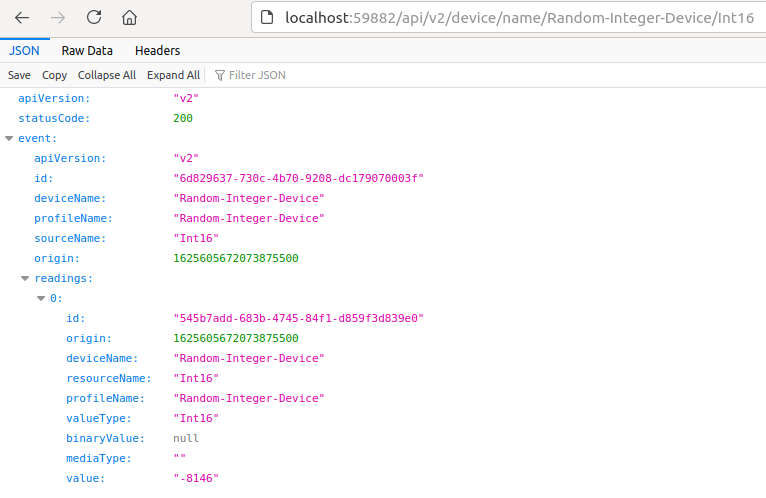 localhost:59882/api/v2/device/name/Random-Integer-Device/Int16
JSON Raw Data Headers
Save Copy Collapse All Expand All Filter JSON
apiVersion: "v2"
statusCode: 200
event:
apiVersion: "v2"
id: "6d829637-730c-4b70-9208-dc179070003f"
deviceName: "Random-Integer-Device"
profileName: "Random-Integer-Device"
sourceName: "Int16"
origin: 1625605672073875500
readings:
0:
id: "545b7add-683b-4745-84f1-d859f3d839e0"
origin: 1625605672073875500
deviceName: "Random-Integer-Device"
resourceName: "Int16"
profileName: "Random-Integer-Device"
valueType: "Int16"
binaryValue: null
mediaType: ""
value: "-8146"